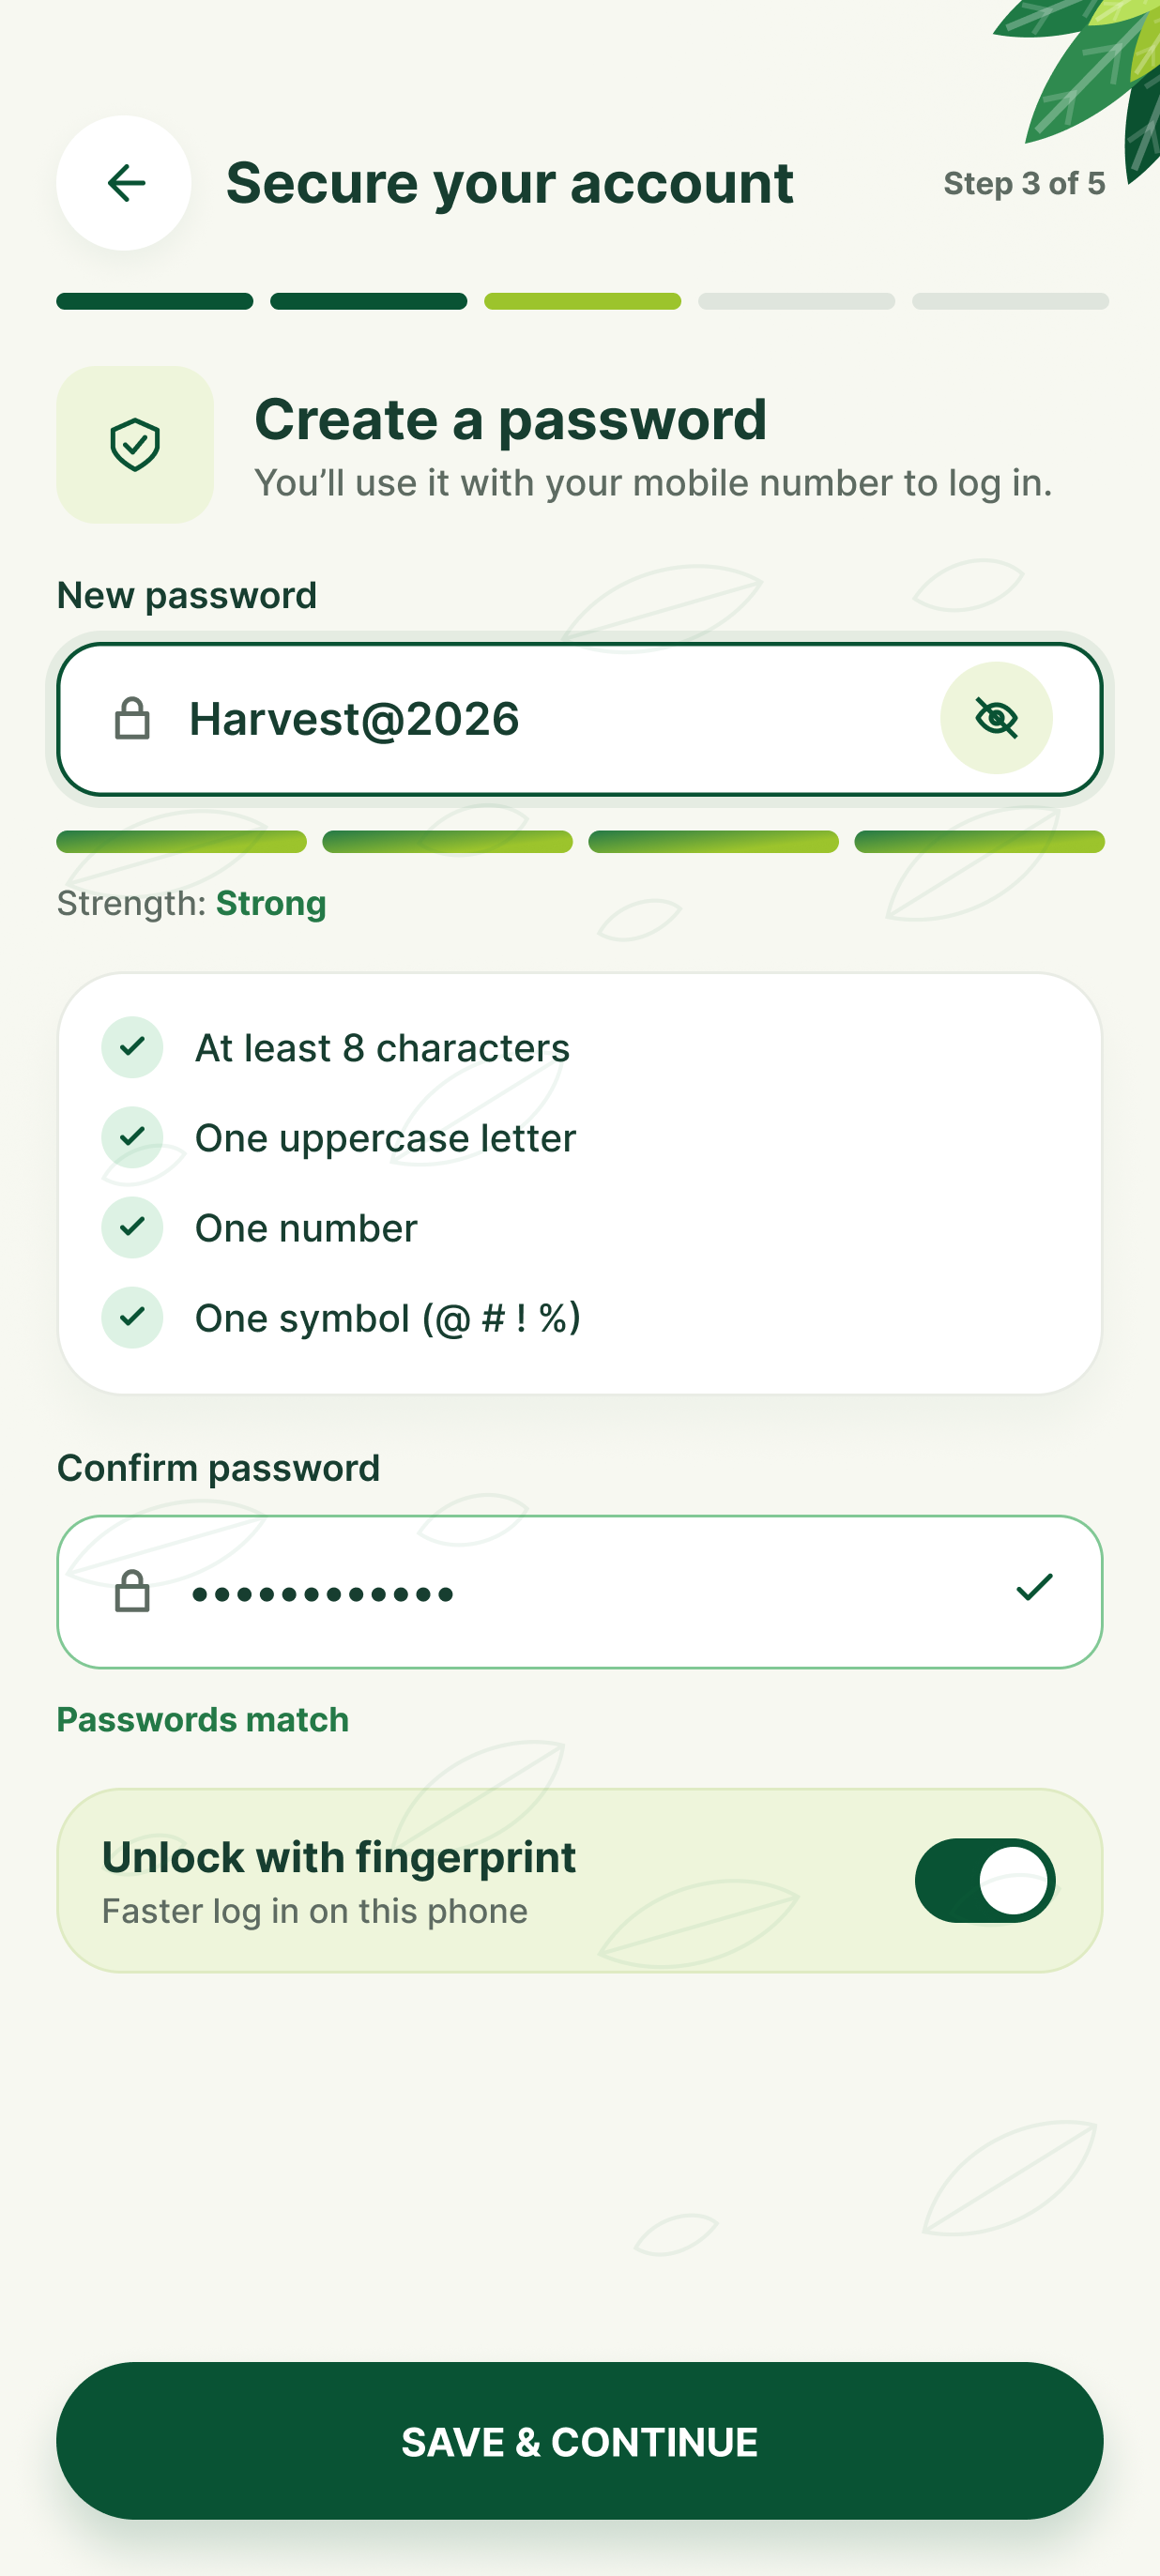 Secure your account
Step 3 of 5
Create a password
You’ll use it with your mobile number to log in.
New password
Harvest@2026
Strength: Strong
At least 8 characters
One uppercase letter
One number
One symbol (@ # ! %)
Confirm password
••••••••••••
Passwords match
Unlock with fingerprint
Faster log in on this phone
SAVE & CONTINUE